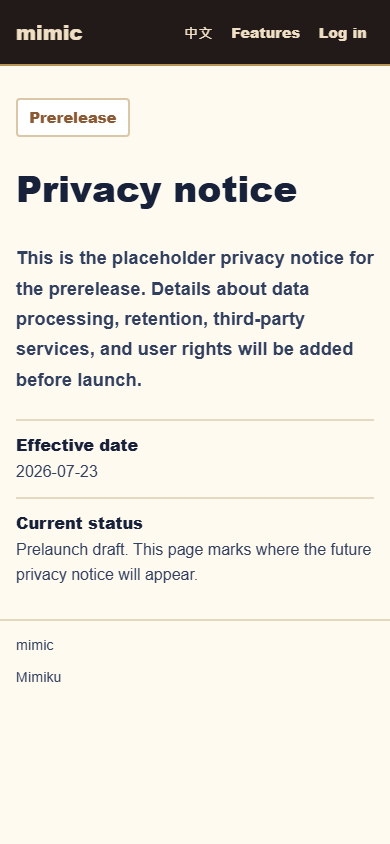 mimic
中文 Features Log in
Prerelease
Privacy notice
This is the placeholder privacy notice for
the prerelease. Details about data
processing, retention, third-party
services, and user rights will be added
before launch.
Effective date
2026-07-23
Current status
Prelaunch draft. This page marks where the future
privacy notice will appear.
mimic
Mimiku